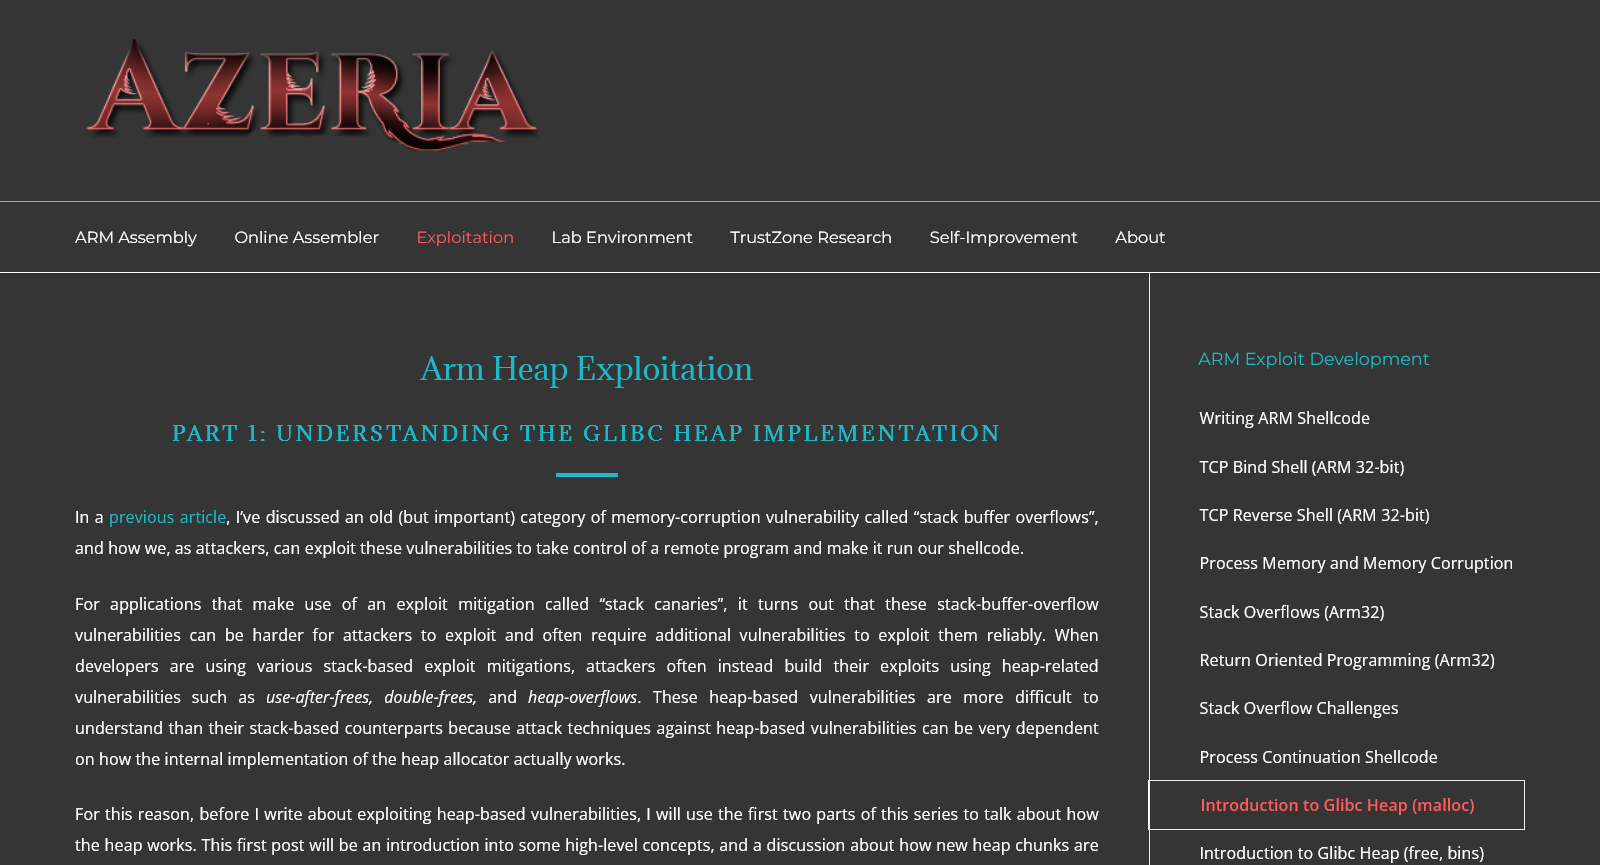 AZERIA
ARM Assembly Online Assembler Exploitation Lab Environment TrustZone Research Self-Improvement About
Arm Heap Exploitation
PART 1: UNDERSTANDING THE GLIBC HEAP IMPLEMENTATION
In a previous article, I’ve discussed an old (but important) category of memory-corruption vulnerability called “stack buffer overflows”,
and how we, as attackers, can exploit these vulnerabilities to take control of a remote program and make it run our shellcode.
For applications that make use of an exploit mitigation called “stack canaries”, it turns out that these stack-buffer-overflow
vulnerabilities can be harder for attackers to exploit and often require additional vulnerabilities to exploit them reliably. When
developers are using various stack-based exploit mitigations, attackers often instead build their exploits using heap-related
vulnerabilities such as use-after-frees, double-frees, and heap-overflows. These heap-based vulnerabilities are more difficult to
understand than their stack-based counterparts because attack techniques against heap-based vulnerabilities can be very dependent
on how the internal implementation of the heap allocator actually works.
For this reason, before I write about exploiting heap-based vulnerabilities, I will use the first two parts of this series to talk about how
the heap works. This first post will be an introduction into some high-level concepts, and a discussion about how new heap chunks are
ARM Exploit Development
Writing ARM Shellcode
TCP Bind Shell (ARM 32-bit)
TCP Reverse Shell (ARM 32-bit)
Process Memory and Memory Corruption
Stack Overflows (Arm32)
Return Oriented Programming (Arm32)
Stack Overflow Challenges
Process Continuation Shellcode
Introduction to Glibc Heap (malloc)
Introduction to Glibc Heap (free, bins)